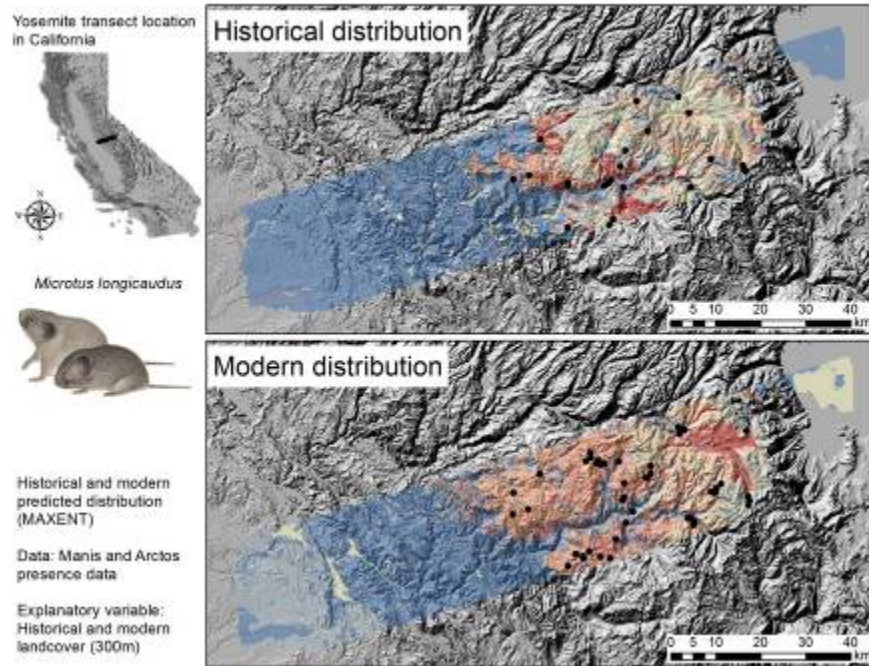 Yosemite transect location
in California
N
W
E
S
Microtus longicaudus
Historical and modern
predicted distribution
(MAXENT)
Data: Manis and Arctos
presence data
Explanatory variable:
Historical and modern
landcover (300m)
Historical distribution
0 5 10 20 30 40
km
Modern distribution
0 5 10 20 30 40
km